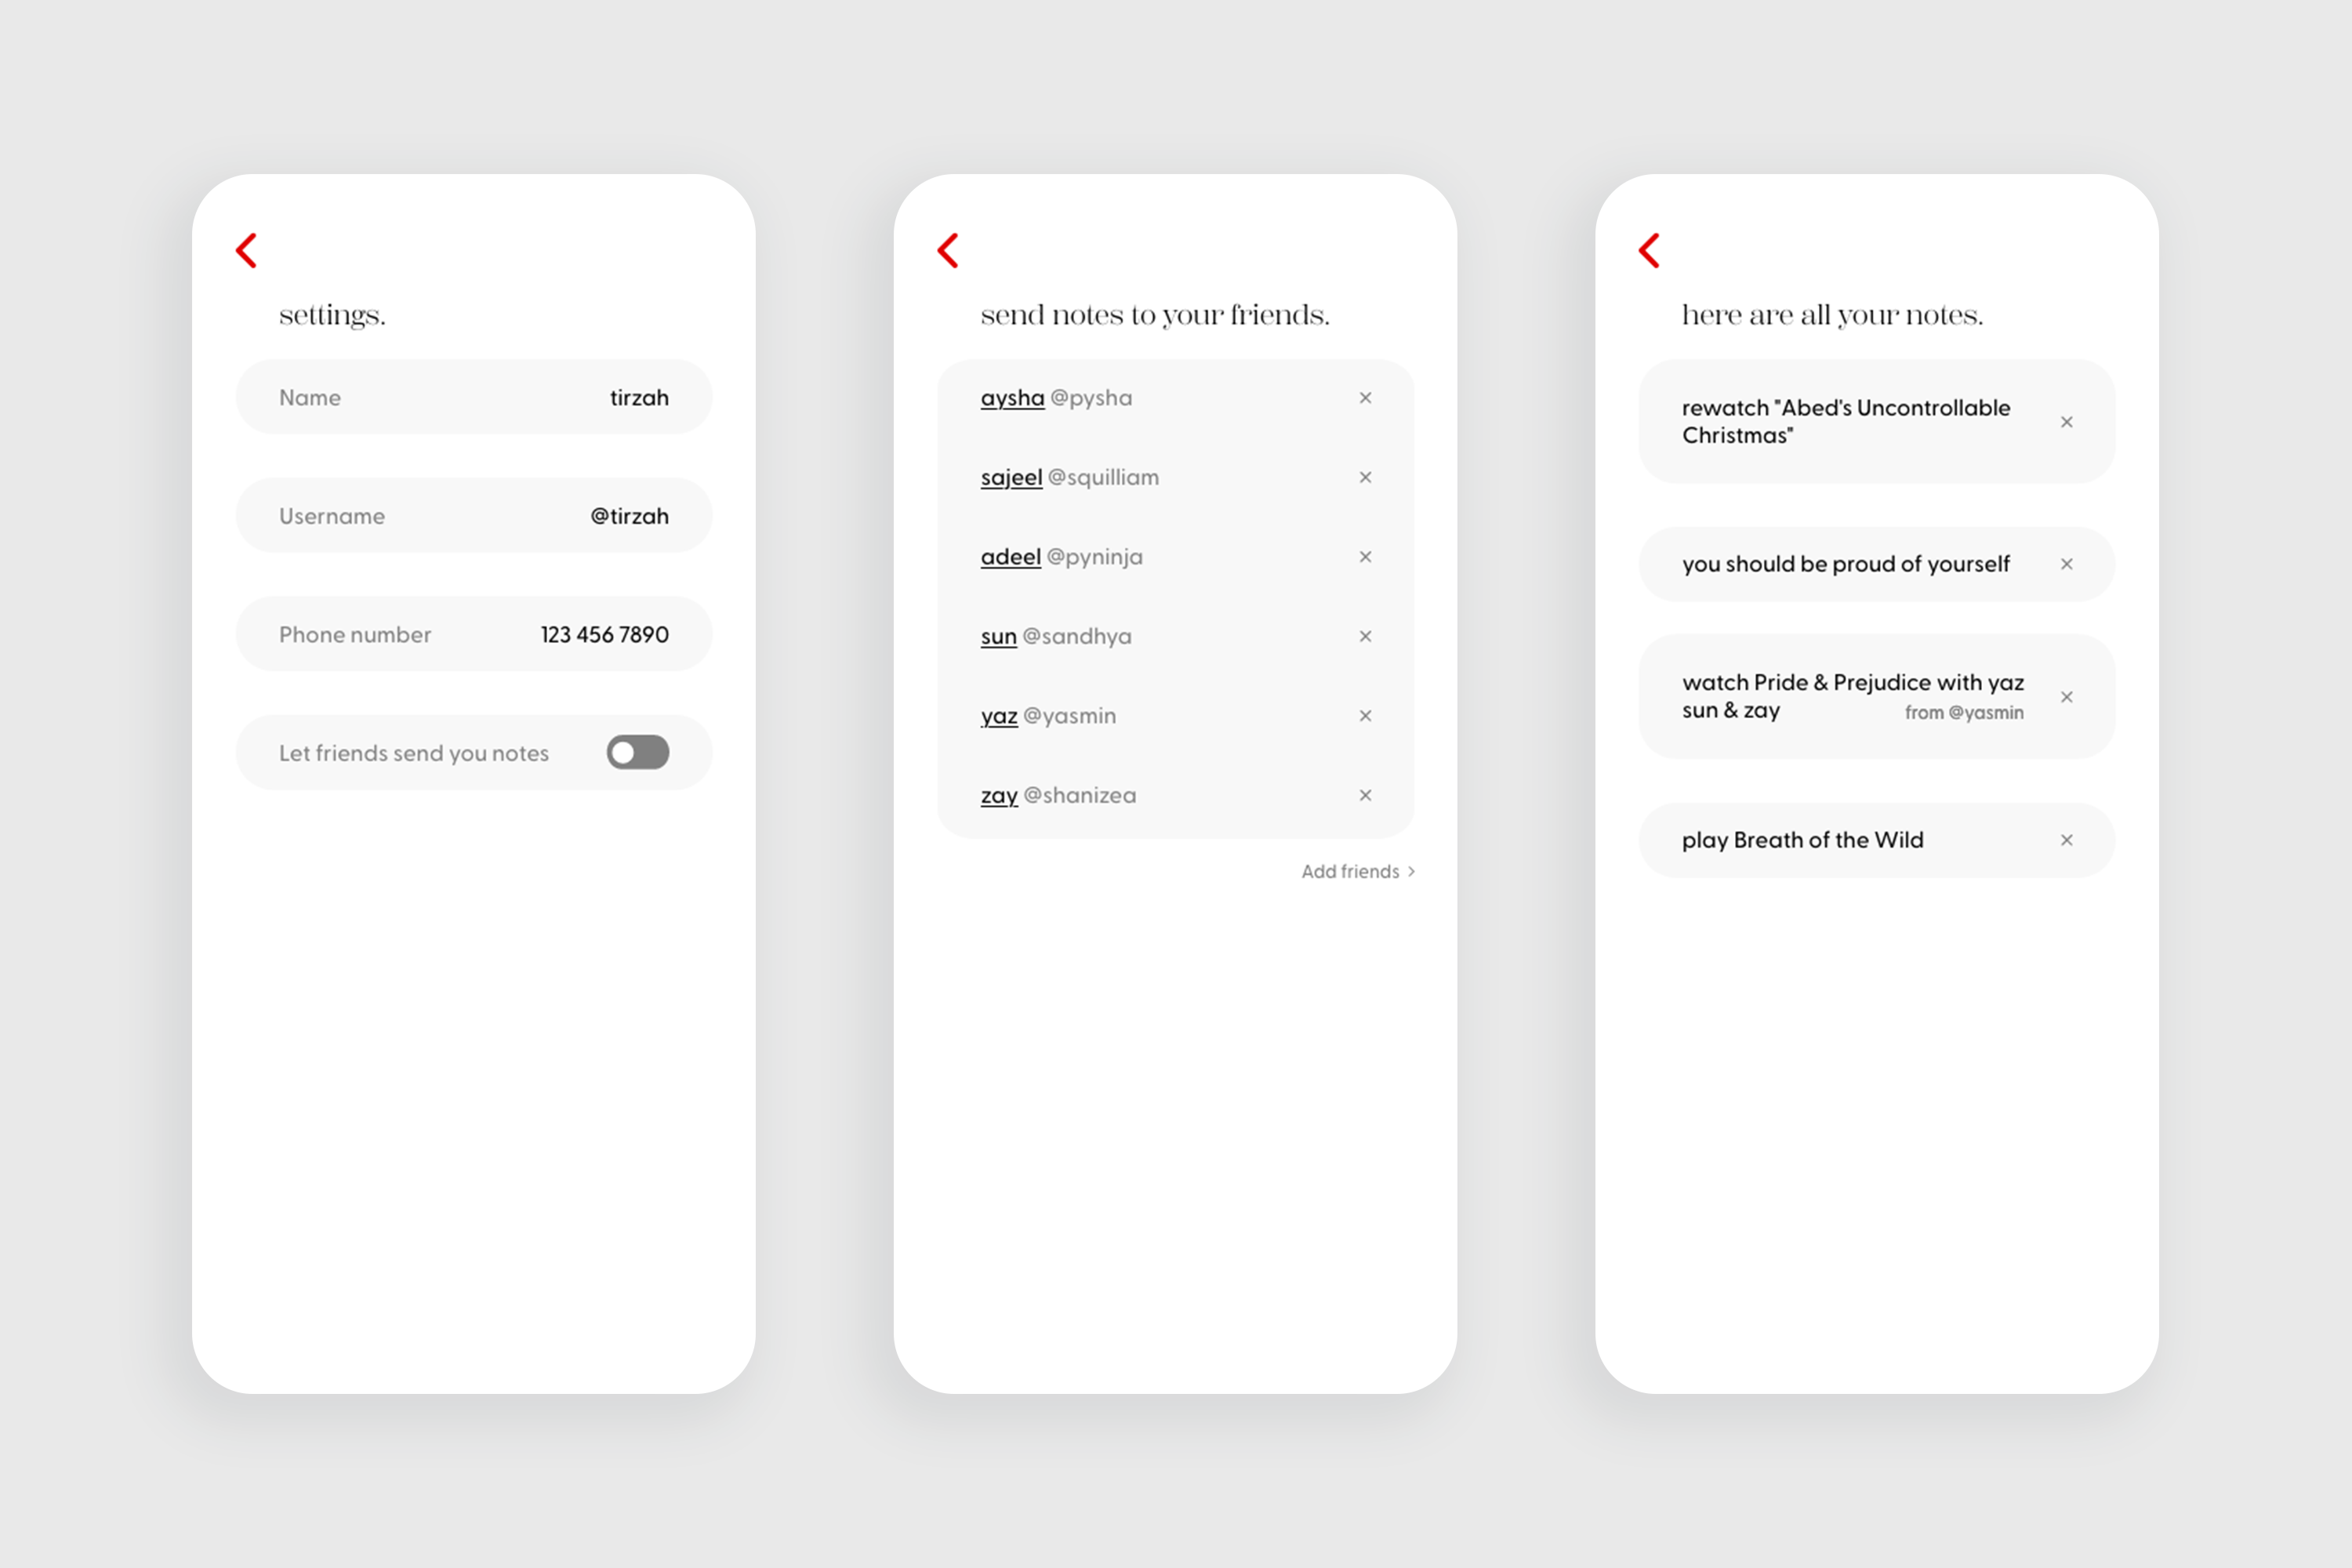 settings.
Name tirzah
Username @tirzah
Phone number 123 456 7890
Let friends send you notes
send notes to your friends.
aysha @pysha
sajeel @squilliam
adeel @pyninja
sun @sandhya
yaz @yasmin
zay @shanizea
Add friends
here are all your notes.
rewatch "Abed's Uncontrollable
Christmas"
you should be proud of yourself
watch Pride & Prejudice with yaz
sun & zay from @yasmin
play Breath of the Wild